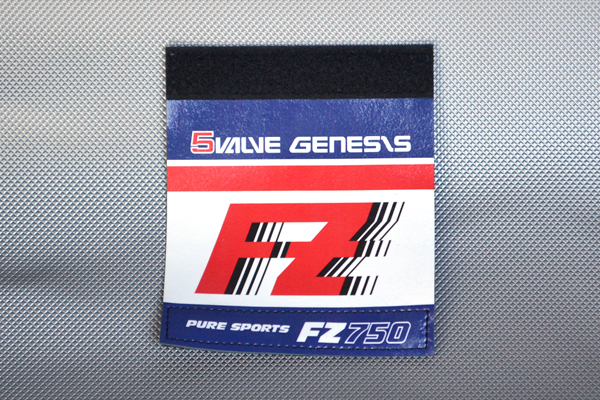 5VALVE GENESIS
FZ
PURE SPORTS FZ750